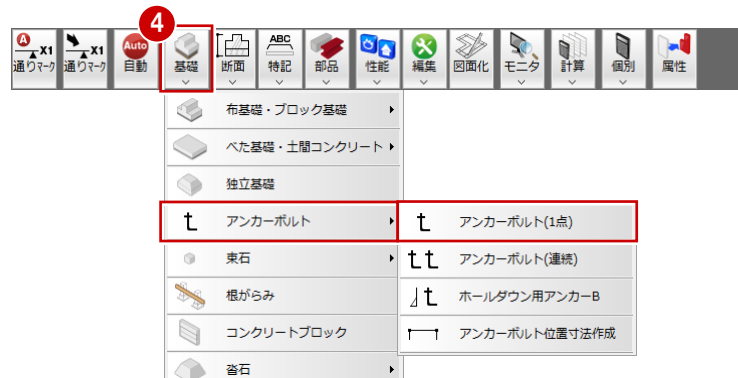 4
A X1
通りマーク
X1
通りマーク
Auto
自動
基礎
断面
ABC
特記
部品
性能
編集
図面化
モニタ
計算
個別
属性
布基礎・ブロック基礎
べた基礎・土間コンクリート
独立基礎
アンカーボルト
束石
根がらみ
コンクリートブロック
沓石
アンカーボルト(1点)
アンカーボルト(連続)
ホールダウン用アンカーB
アンカーボルト位置寸法作成